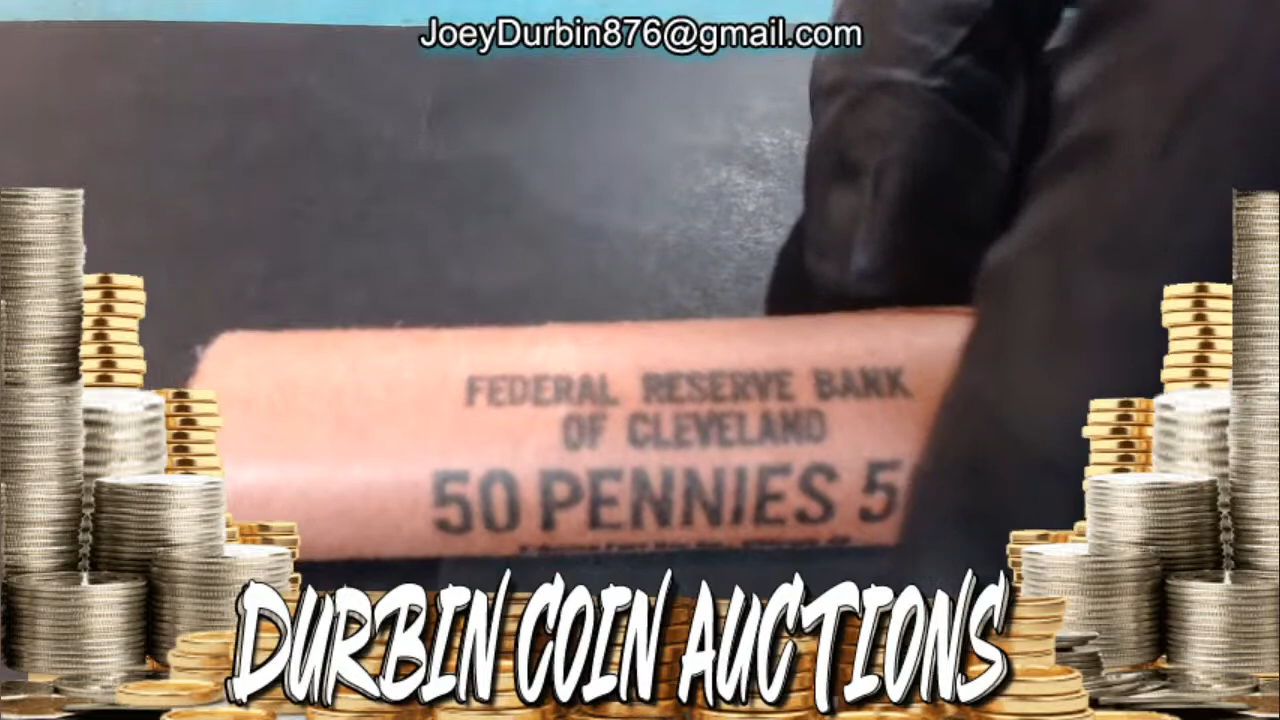 JoeyDurbin876@gmail.com
FEDERAL RESERVE BANK
OF CLEVELAND
50 PENNIES 5
DURBIN COIN AUCTIONS